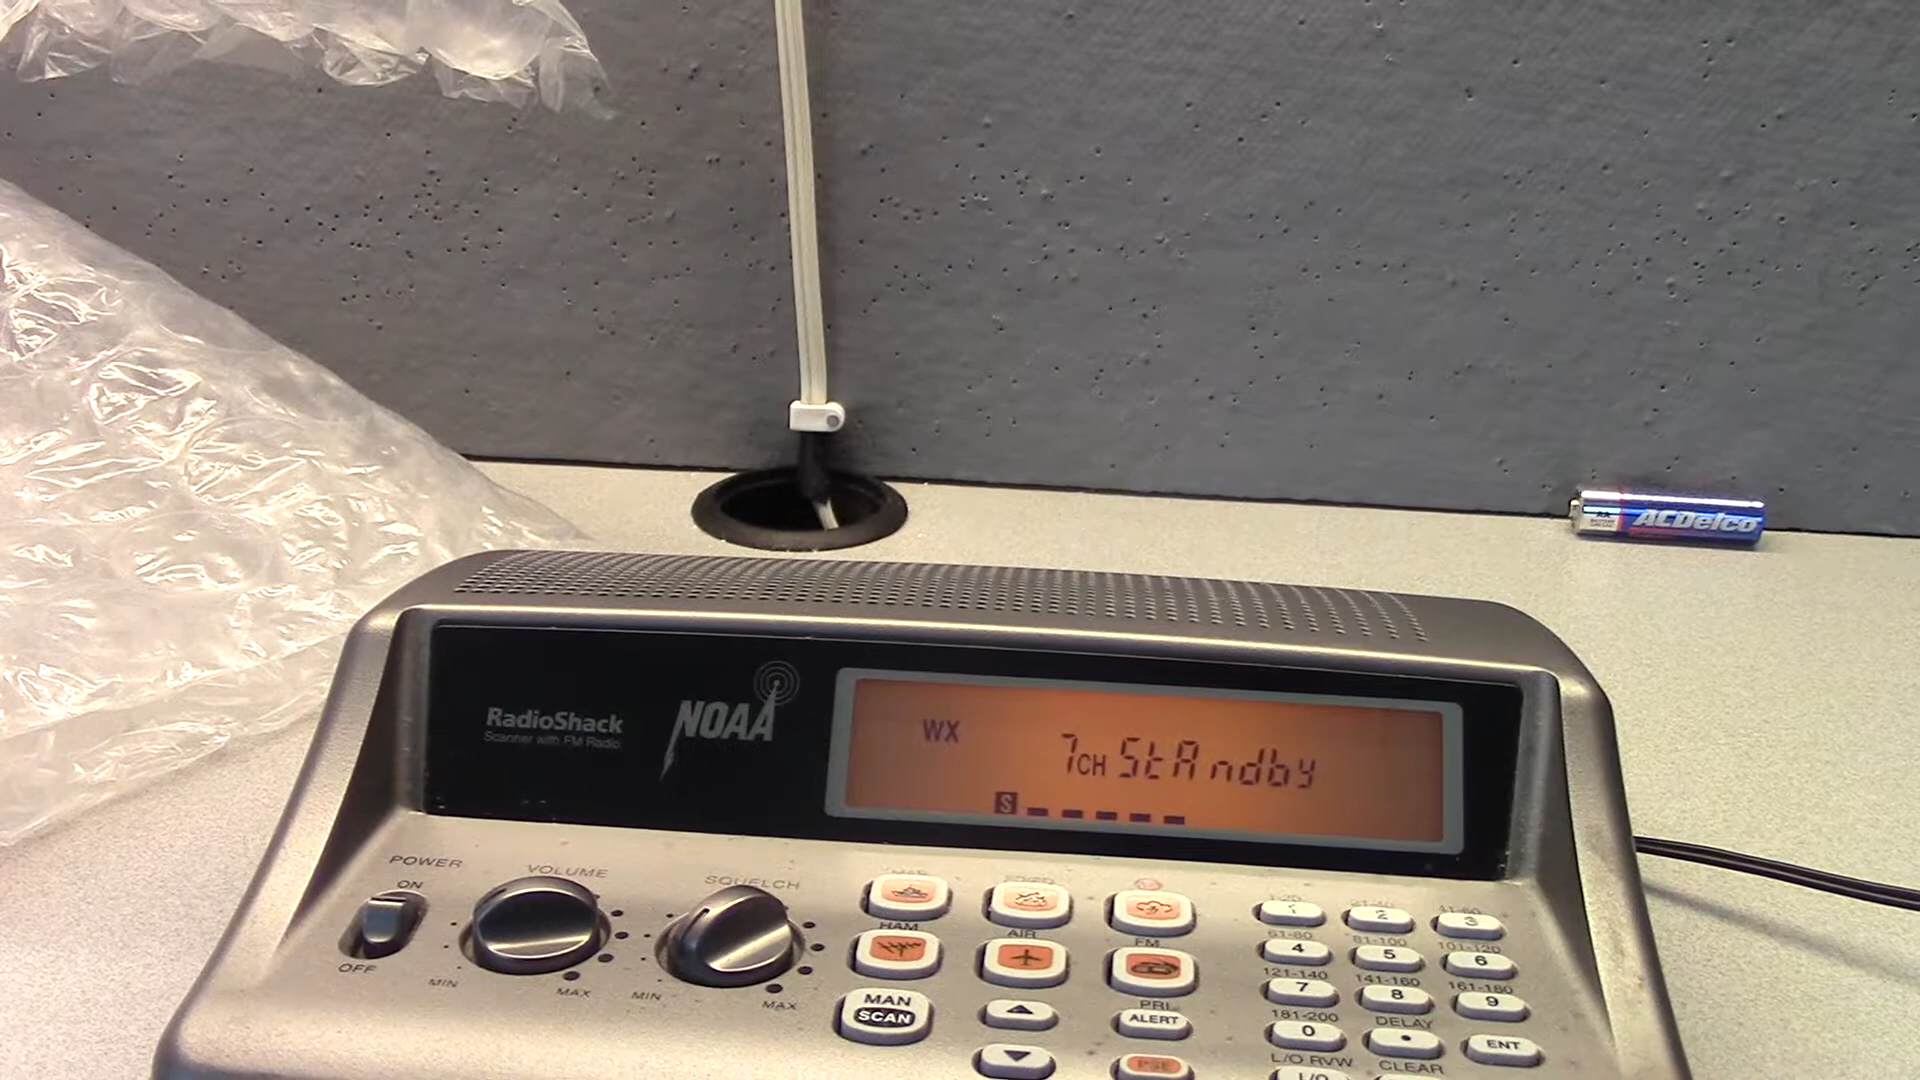 AA
ACDelco
RadioShack
Scanner with FM Radio
NOAA
WX
7CH StAndby
S
POWER
ON
OFF
VOLUME
MIN
MAX
SQUELCH
MIN
MAX
HAM
AIR
FM
MAN
SCAN
PRI
ALERT
PSE
1-20
1
21-40
2
41-60
3
61-80
4
81-100
5
101-120
6
121-140
7
141-160
8
161-180
9
181-200
0
DELAY
.
ENT
L/O RVW
L/O
CLEAR